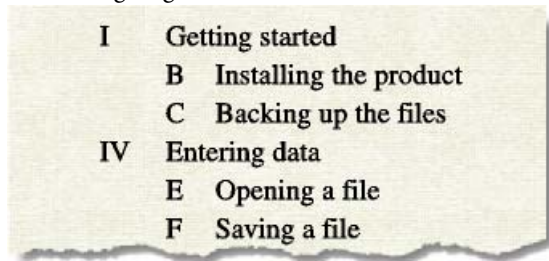 I Getting started
B Installing the product
C Backing up the files
IV Entering data
E Opening a file
F Saving a file